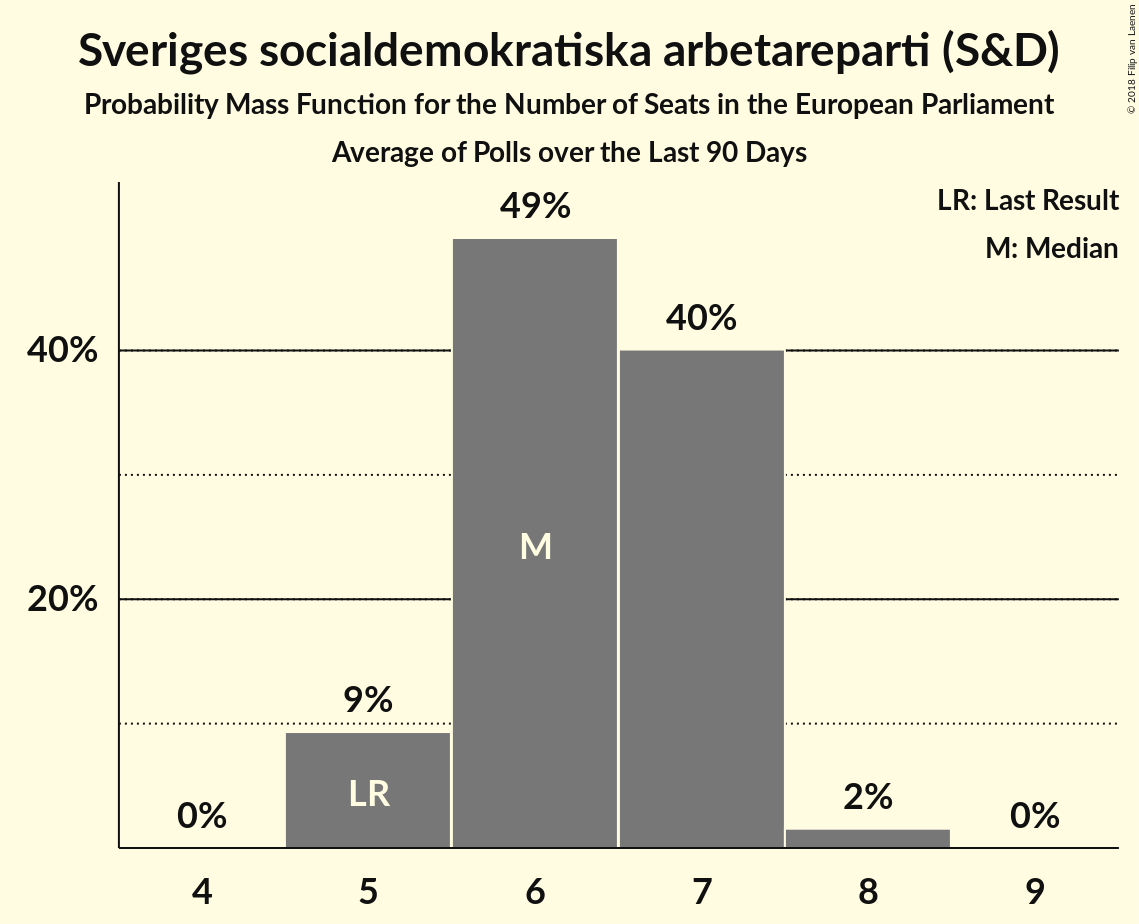 Sveriges socialdemokratiska arbetareparti (S&D)
Probability Mass Function for the Number of Seats in the European Parliament
Average of Polls over the Last 90 Days
© 2018 Filip van Laenen
LR: Last Result
M: Median
49%
40%
40%
M
20%
9%
LR
0%
2%
0%
4 5 6 7 8 9